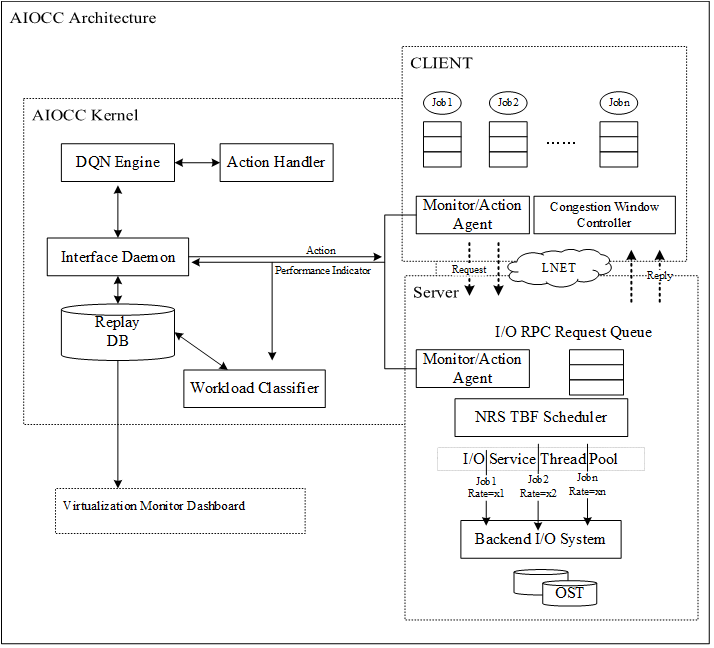 AIOCC Architecture
CLIENT
Job1
Job2
Jobn
......
AIOCC Kernel
DQN Engine
Action Handler
Monitor/Action
Agent
Congestion Window
Controller
Interface Daemon
Action
Performance Indicator
Request
LNET
Reply
Server
Replay
DB
I/O RPC Request Queue
Monitor/Action
Agent
Workload Classifier
NRS TBF Scheduler
I/O Service Thread Pool
Job1
Rate=x1
Job2
Rate=x2
Jobn
Rate=xn
Virtualization Monitor Dashboard
Backend I/O System
OST